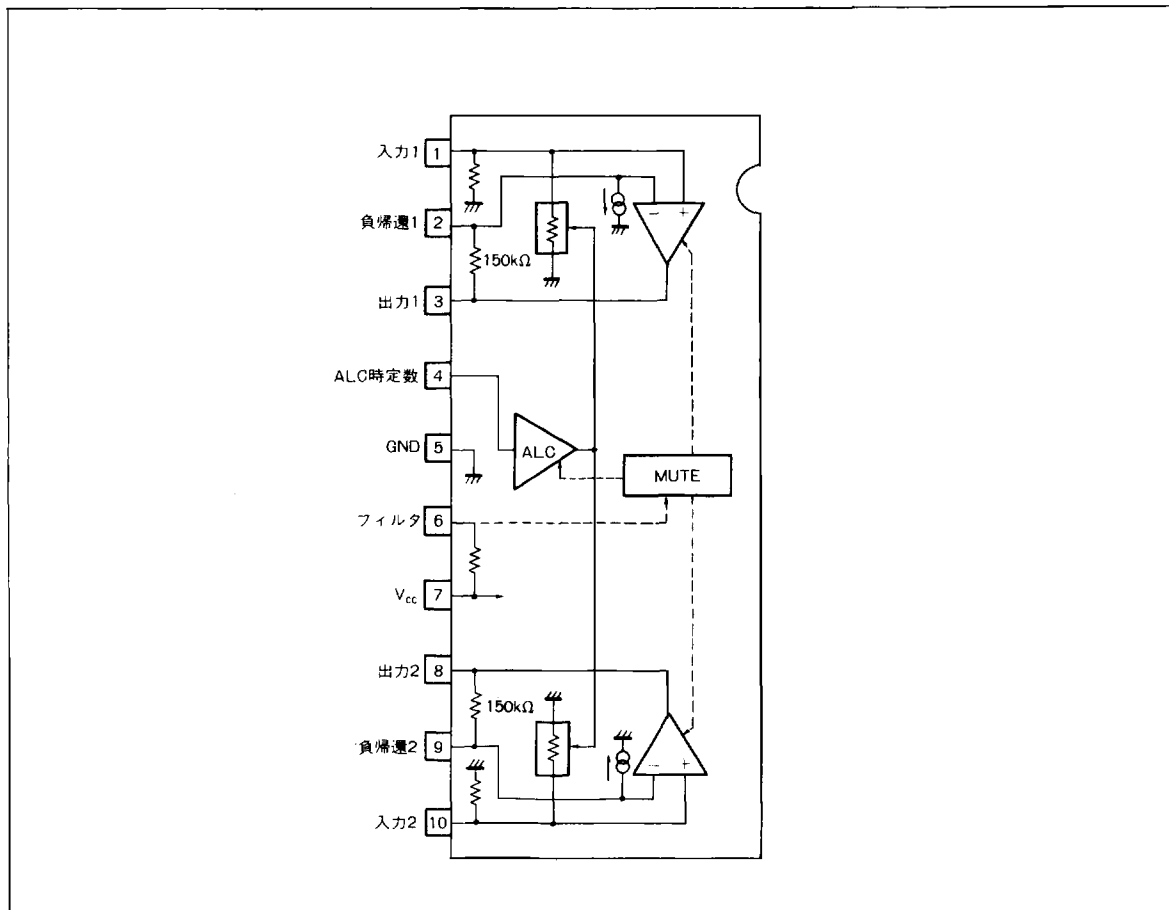 入力1 1
負帰還1 2
150kΩ
出力1 3
ALC時定数 4
GND 5
フィルタ 6
Vcc 7
出力2 8
150kΩ
負帰還2 9
入力2 10
- +
ALC
MUTE
- +